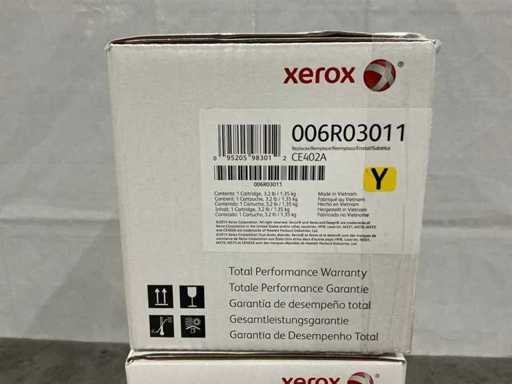 xerox
006R03011
Replaces/Remplace/Reemplaza/Ersetzt/Substitui
CE402A
0 95205 98301 2
006R03011
Y
Contents: 1 Cartridge, 3.2 lb / 1,35 kg
Made in Vietnam
Contient: 1 Cartouche, 3,2 lb / 1,35 kg
Fabriqué au Vietnam
Contenido: 1 Cartucho, 3,2 lb / 1,35 kg
Hecho en Vietnam
Inhalt: 1 Cartridge, 3,2 lb / 1,35 kg
Hergestellt in Vietnam
Conteúdo: 1 Cartucho, 3,2 lb / 1,35 kg
Fabricado no Vietname
Total Performance Warranty
Totale Performance Garantie
Garantía de desempeño total
Gesamtleistungsgarantie
Garantia de Desempenho Total
xerox